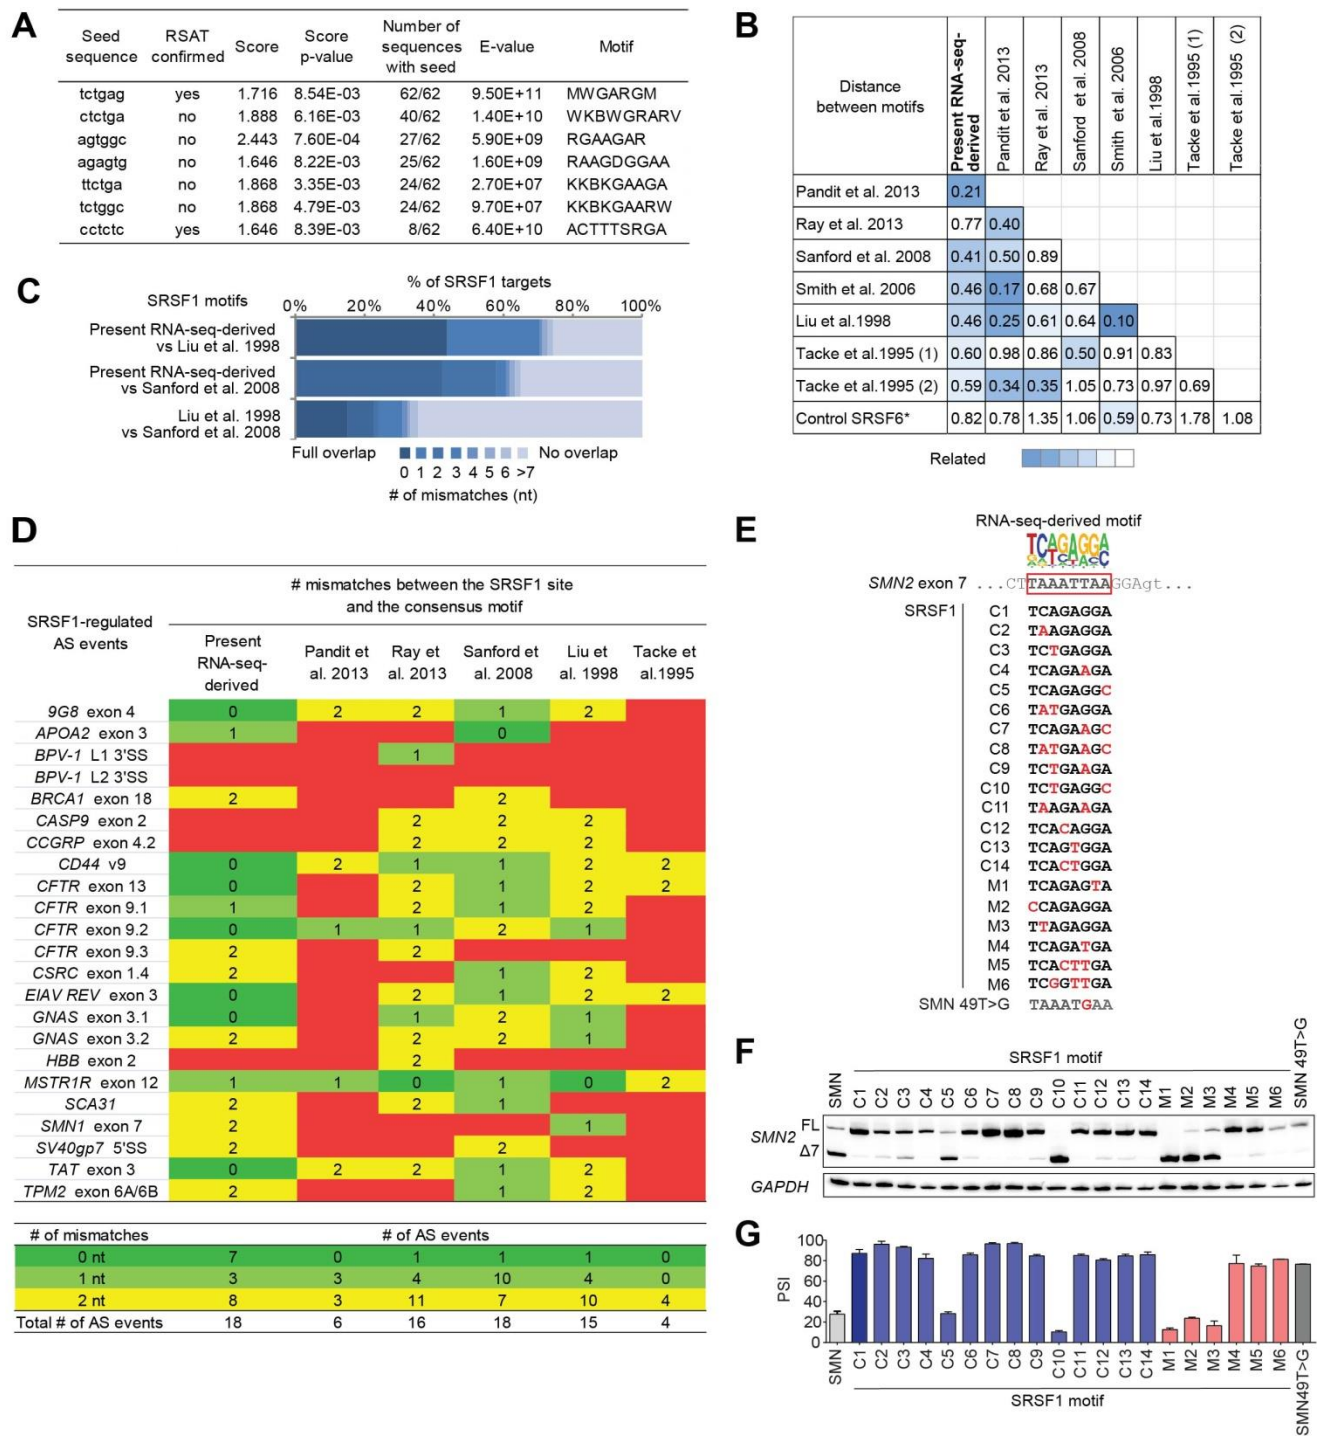 A
Seed sequence RSAT confirmed Score Score p-value Number of sequences with seed E-value Motif
tctgag yes 1.716 8.54E-03 62/62 9.50E+11 MWGARGM
ctctga no 1.888 6.16E-03 40/62 1.40E+10 WKBWGRARV
agtggc no 2.443 7.60E-04 27/62 5.90E+09 RGAAGAR
agagtg no 1.646 8.22E-03 25/62 1.60E+09 RAAGDGGAA
ttctga no 1.868 3.35E-03 24/62 2.70E+07 KKBKGAAGA
tctggc no 1.868 4.79E-03 24/62 9.70E+07 KKBKGAARW
cctctc yes 1.646 8.39E-03 8/62 6.40E+10 ACTTTSRGA
B
Distance between motifs Present RNA-seq-derived Pandit et al. 2013 Ray et al. 2013 Sanford et al. 2008 Smith et al. 2006 Liu et al.1998 Tacke et al.1995 (1) Tacke et al.1995 (2)
Pandit et al. 2013 0.21
Ray et al. 2013 0.77 0.40
Sanford et al. 2008 0.41 0.50 0.89
Smith et al. 2006 0.46 0.17 0.68 0.67
Liu et al.1998 0.46 0.25 0.61 0.64 0.10
Tacke et al.1995 (1) 0.60 0.98 0.86 0.50 0.91 0.83
Tacke et al.1995 (2) 0.59 0.34 0.35 1.05 0.73 0.97 0.69
Control SRSF6* 0.82 0.78 1.35 1.06 0.59 0.73 1.78 1.08
Related
C
% of SRSF1 targets
SRSF1 motifs 0% 20% 40% 60% 80% 100%
Present RNA-seq-derived
vs Liu et al. 1998
Present RNA-seq-derived
vs Sanford et al. 2008
Liu et al. 1998
vs Sanford et al. 2008
Full overlap No overlap
0 1 2 3 4 5 6 >7
# of mismatches (nt)
D
# mismatches between the SRSF1 site
and the consensus motif
SRSF1-regulated AS events Present RNA-seq-derived Pandit et al. 2013 Ray et al. 2013 Sanford et al. 2008 Liu et al. 1998 Tacke et al.1995
9G8 exon 4 0 2 2 1 2
APOA2 exon 3 1 0
BPV-1 L1 3'SS 1
BPV-1 L2 3'SS
BRCA1 exon 18 2 2
CASP9 exon 2 2 2 2
CCGRP exon 4.2 2 2 2
CD44 v9 0 2 1 1 2 2
CFTR exon 13 0 2 1 2 2
CFTR exon 9.1 1 2 1 2
CFTR exon 9.2 0 1 1 2 1
CFTR exon 9.3 2 2
CSRC exon 1.4 2 1 2
EIAV REV exon 3 0 2 1 2 2
GNAS exon 3.1 0 1 2 1
GNAS exon 3.2 2 2 2 1
HBB exon 2 2
MSTR1R exon 12 1 1 0 1 0 2
SCA31 2 2 1
SMN1 exon 7 2 1
SV40gp7 5'SS 2 2
TAT exon 3 0 2 2 1 2
TPM2 exon 6A/6B 2 1 2
# of mismatches # of AS events
0 nt 7 0 1 1 1 0
1 nt 3 3 4 10 4 0
2 nt 8 3 11 7 10 4
Total # of AS events 18 6 16 18 15 4
E
RNA-seq-derived motif
TCAGAGGA
SMN2 exon 7 ...CTTAAATTAAGGAgt...
SRSF1 C1 TCAGAGGA
C2 TAAGAGGA
C3 TCTGAGGA
C4 TCAGAAGA
C5 TCAGAGGC
C6 TATGAGGA
C7 TCAGAAGC
C8 TATGAAGC
C9 TCTGAAGA
C10 TCTGAGGC
C11 TAAGAAGA
C12 TCACAGGA
C13 TCAGTGGA
C14 TCACTGGA
M1 TCAGAGTA
M2 CCAGAGGA
M3 TTAGAGGA
M4 TCAGATGA
M5 TCACTTGA
M6 TCGGTTGA
SMN 49T>G TAAATGAA
F
SRSF1 motif
SMN C1 C2 C3 C4 C5 C6 C7 C8 C9 C10 C11 C12 C13 C14 M1 M2 M3 M4 M5 M6 SMN 49T>G
SMN2 FL
Δ7
GAPDH
G
PSI
100
80
60
40
20
0
SMN C1 C2 C3 C4 C5 C6 C7 C8 C9 C10 C11 C12 C13 C14 M1 M2 M3 M4 M5 M6 SMN49T>G
SRSF1 motif